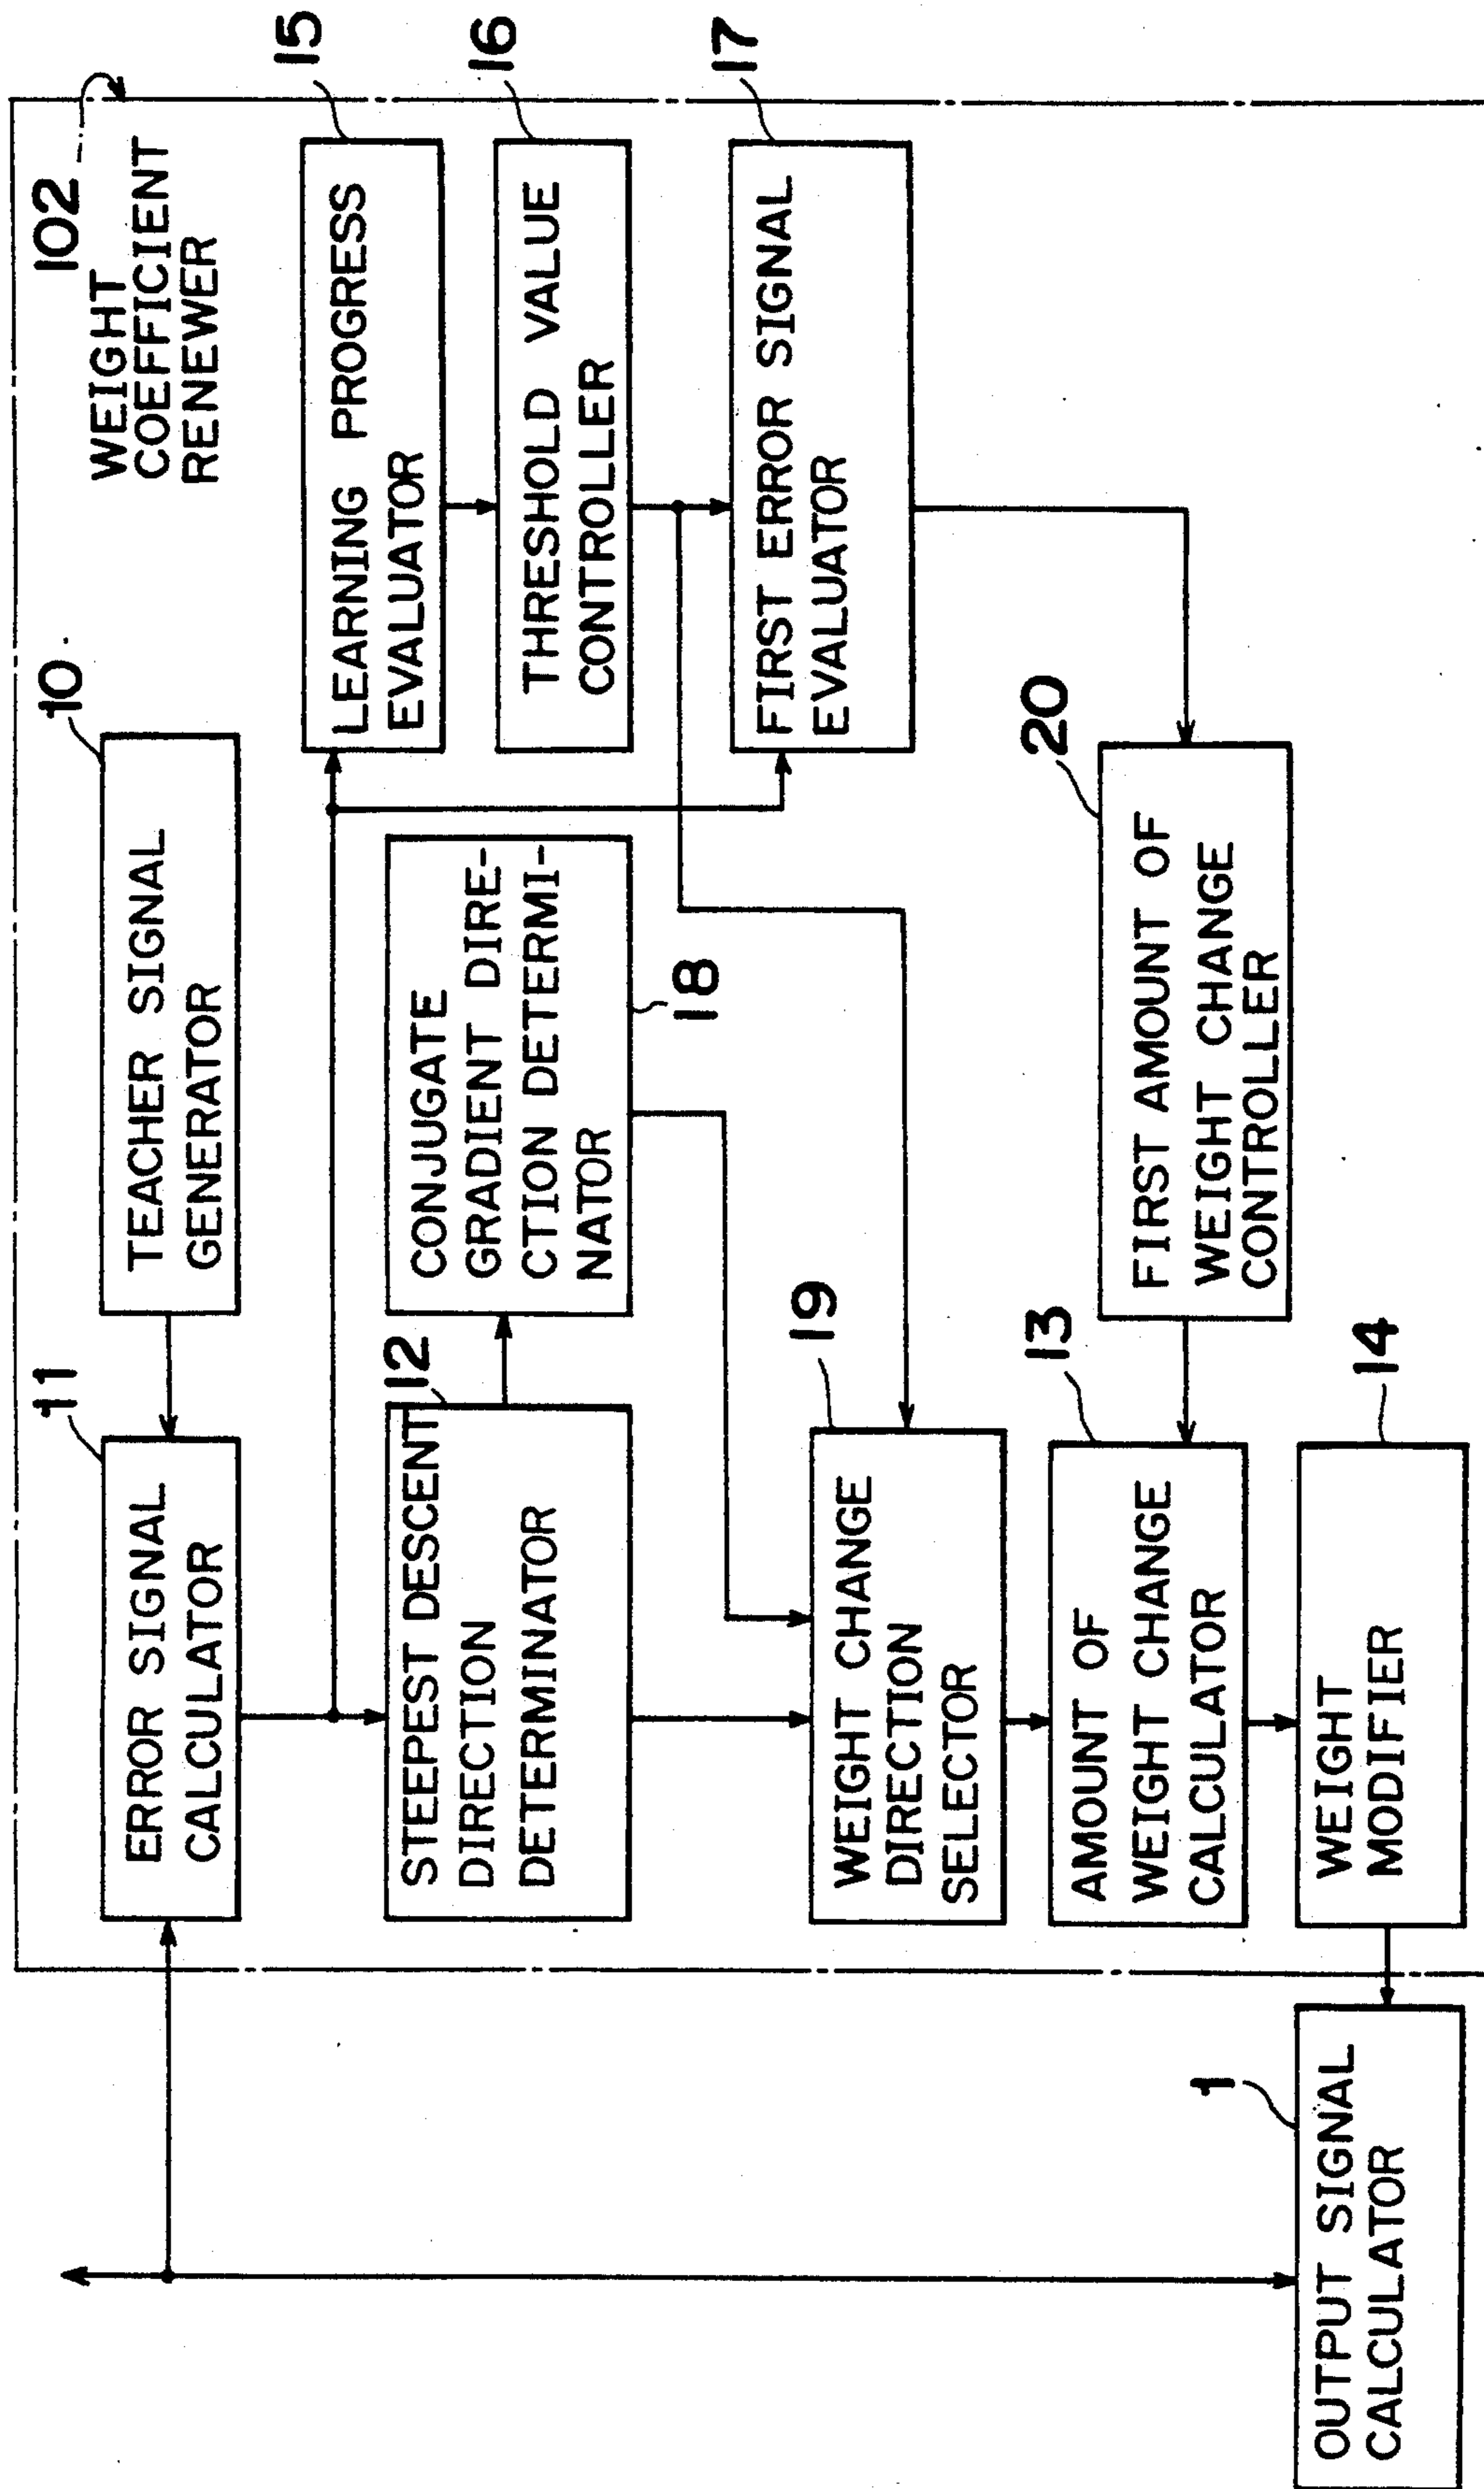 102
WEIGHT
COEFFICIENT
RENEWER
11
ERROR SIGNAL
CALCULATOR
10
TEACHER SIGNAL
GENERATOR
15
LEARNING PROGRESS
EVALUATOR
12
STEEPEST DESCENT
DIRECTION
DETERMINATOR
CONJUGATE
GRADIENT DIRE-
CTION DETERMI-
NATOR
18
16
THRESHOLD VALUE
CONTROLLER
17
FIRST ERROR SIGNAL
EVALUATOR
19
WEIGHT CHANGE
DIRECTION
SELECTOR
13
AMOUNT OF
WEIGHT CHANGE
CALCULATOR
20
FIRST AMOUNT OF
WEIGHT CHANGE
CONTROLLER
1
OUTPUT SIGNAL
CALCULATOR
14
WEIGHT
MODIFIER